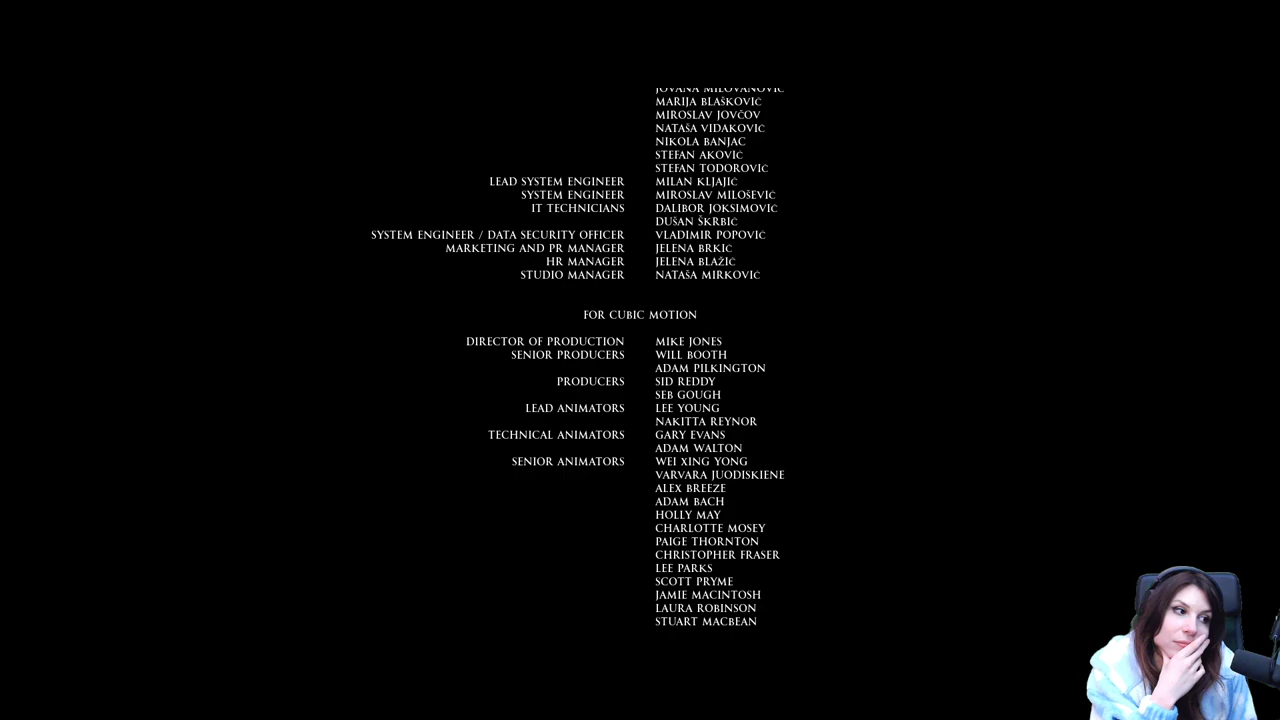 JOVANA MILOVANOVIĆ
MARIJA BLAŠKOVIĆ
MIROSLAV JOVČOV
NATAŠA VIDAKOVIĆ
NIKOLA BANJAC
STEFAN AKOVIĆ
STEFAN TODOROVIĆ
LEAD SYSTEM ENGINEER MILAN KLJAJIĆ
SYSTEM ENGINEER MIROSLAV MILOŠEVIĆ
IT TECHNICIANS DALIBOR JOKSIMOVIĆ
DUŠAN ŠKRBIĆ
SYSTEM ENGINEER / DATA SECURITY OFFICER VLADIMIR POPOVIĆ
MARKETING AND PR MANAGER JELENA BRKIĆ
HR MANAGER JELENA BLAŽIĆ
STUDIO MANAGER NATAŠA MIRKOVIĆ
FOR CUBIC MOTION
DIRECTOR OF PRODUCTION MIKE JONES
SENIOR PRODUCERS WILL BOOTH
ADAM PILKINGTON
PRODUCERS SID REDDY
SEB GOUGH
LEAD ANIMATORS LEE YOUNG
NAKITTA REYNOR
TECHNICAL ANIMATORS GARY EVANS
ADAM WALTON
SENIOR ANIMATORS WEI XING YONG
VARVARA JUODISKIENE
ALEX BREEZE
ADAM BACH
HOLLY MAY
CHARLOTTE MOSEY
PAIGE THORNTON
CHRISTOPHER FRASER
LEE PARKS
SCOTT PRYME
JAMIE MACINTOSH
LAURA ROBINSON
STUART MACBEAN